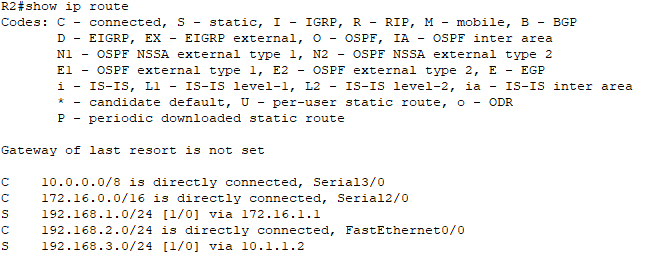 R2#show ip route
Codes: C - connected, S - static, I - IGRP, R - RIP, M - mobile, B - BGP
       D - EIGRP, EX - EIGRP external, O - OSPF, IA - OSPF inter area
       N1 - OSPF NSSA external type 1, N2 - OSPF NSSA external type 2
       E1 - OSPF external type 1, E2 - OSPF external type 2, E - EGP
       i - IS-IS, L1 - IS-IS level-1, L2 - IS-IS level-2, ia - IS-IS inter area
       * - candidate default, U - per-user static route, o - ODR
       P - periodic downloaded static route
Gateway of last resort is not set
C    10.0.0.0/8 is directly connected, Serial3/0
C    172.16.0.0/16 is directly connected, Serial2/0
S    192.168.1.0/24 [1/0] via 172.16.1.1
C    192.168.2.0/24 is directly connected, FastEthernet0/0
S    192.168.3.0/24 [1/0] via 10.1.1.2